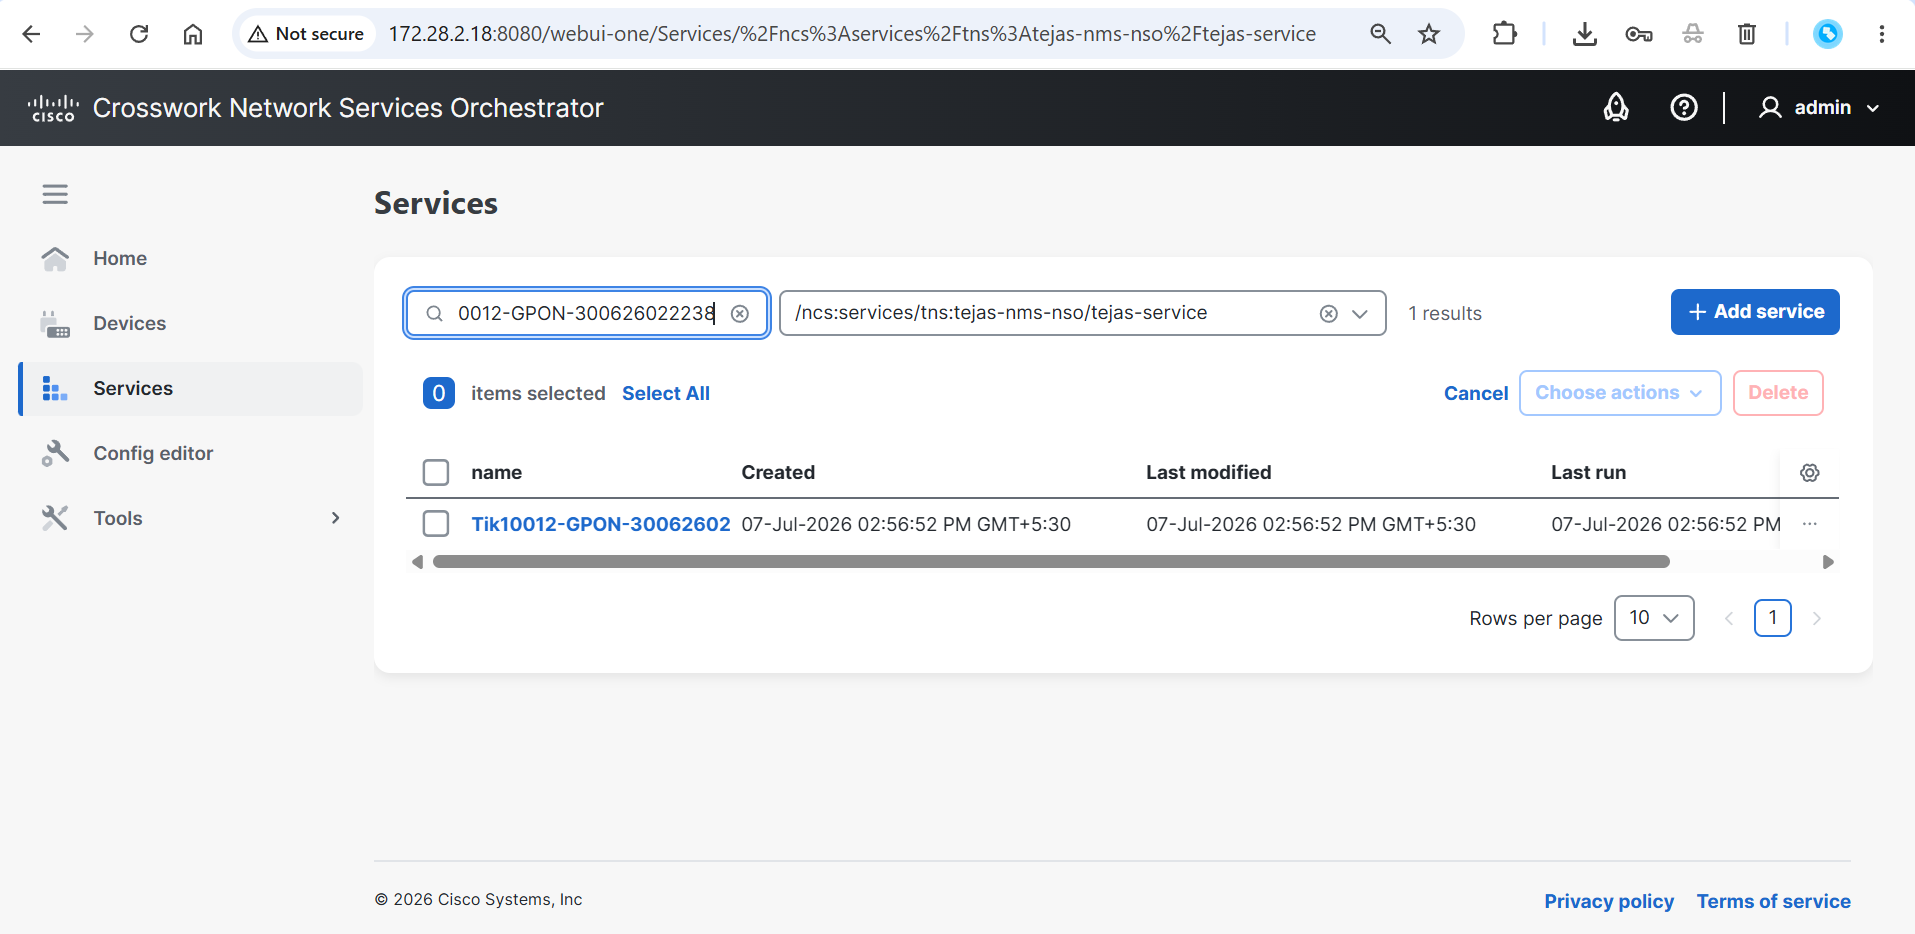 Not secure 172.28.2.18:8080/webui-one/Services/%2Fncs%3Aservices%2Ftns%3Atejas-nms-nso%2Ftejas-service
cisco Crosswork Network Services Orchestrator admin
Services
Home
Devices
Services
Config editor
Tools
0012-GPON-300626022238 /ncs:services/tns:tejas-nms-nso/tejas-service 1 results + Add service
0 items selected Select All Cancel Choose actions Delete
name Created Last modified Last run
Tik10012-GPON-30062602 07-Jul-2026 02:56:52 PM GMT+5:30 07-Jul-2026 02:56:52 PM GMT+5:30 07-Jul-2026 02:56:52 PM ...
Rows per page 10 1
© 2026 Cisco Systems, Inc Privacy policy Terms of service